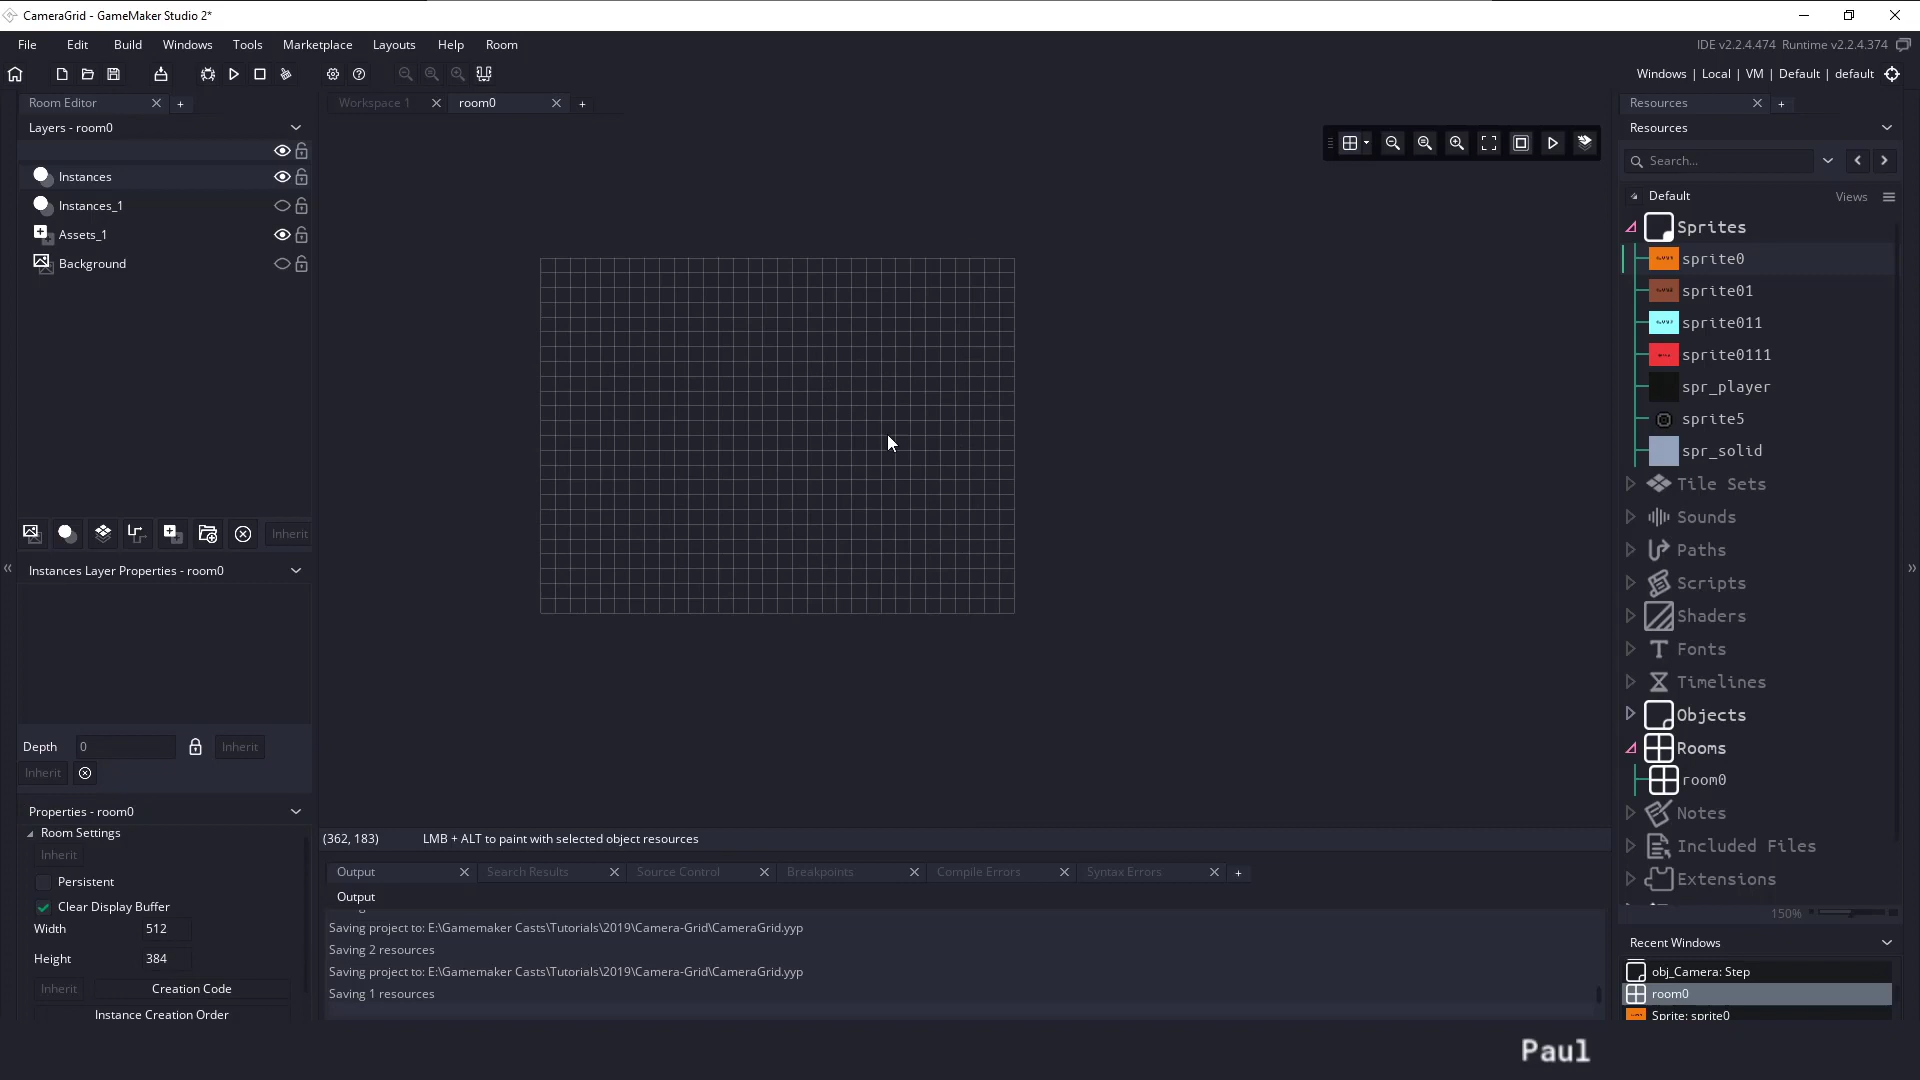 CameraGrid - GameMaker Studio 2*
File Edit Build Windows Tools Marketplace Layouts Help Room
IDE v2.2.4.474 Runtime v2.2.4.374
Windows | Local | VM | Default | default
Room Editor
Layers - room0
Instances
Instances_1
Assets_1
Background
Inherit
Instances Layer Properties - room0
Depth 0 Inherit
Inherit
Properties - room0
Room Settings
Inherit
Persistent
Clear Display Buffer
Width 512
Height 384
Inherit Creation Code
Instance Creation Order
Workspace 1 room0
(362, 183) LMB + ALT to paint with selected object resources
Output Search Results Source Control Breakpoints Compile Errors Syntax Errors
Output
Saving project to: E:\Gamemaker Casts\Tutorials\2019\Camera-Grid\CameraGrid.yyp
Saving 2 resources
Saving project to: E:\Gamemaker Casts\Tutorials\2019\Camera-Grid\CameraGrid.yyp
Saving 1 resources
Resources
Resources
Search...
Default Views
Sprites
sprite0
sprite01
sprite011
sprite0111
spr_player
sprite5
spr_solid
Tile Sets
Sounds
Paths
Scripts
Shaders
Fonts
Timelines
Objects
Rooms
room0
Notes
Included Files
Extensions
150%
Recent Windows
obj_Camera: Step
room0
Sprite: sprite0
Paul